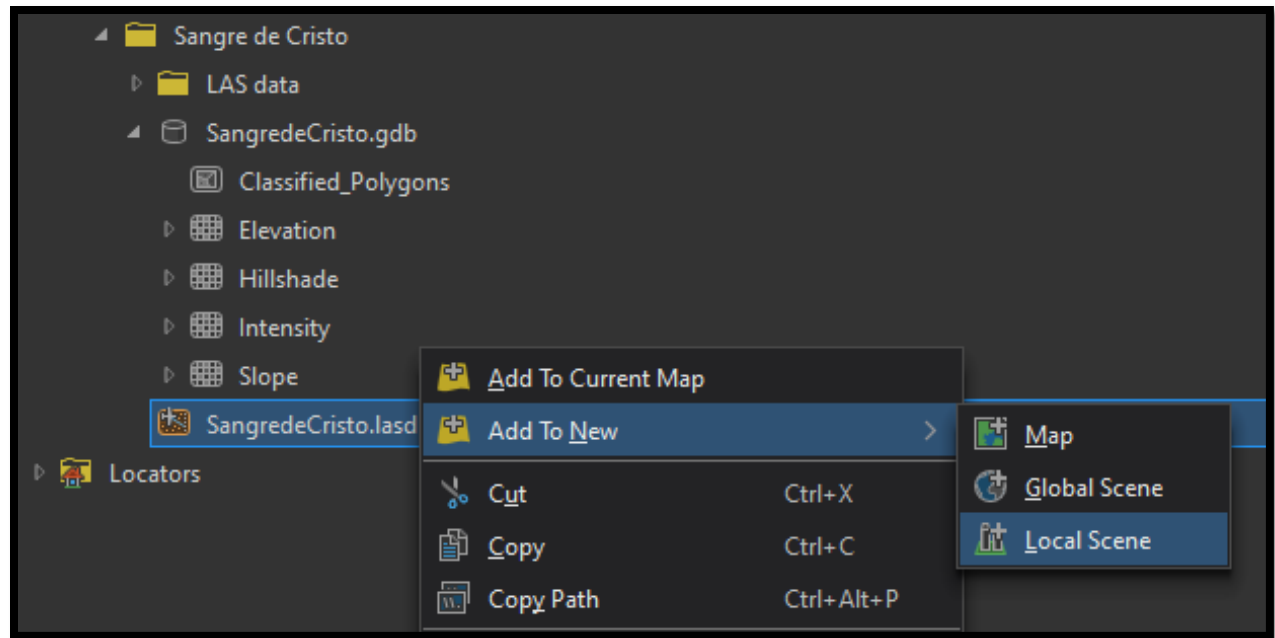 Sangre de Cristo
LAS data
SangredeCristo.gdb
Classified_Polygons
Elevation
Hillshade
Intensity
Slope
SangredeCristo.lasd
Locators
Add To Current Map
Add To New
Cut Ctrl+X
Copy Ctrl+C
Copy Path Ctrl+Alt+P
Map
Global Scene
Local Scene